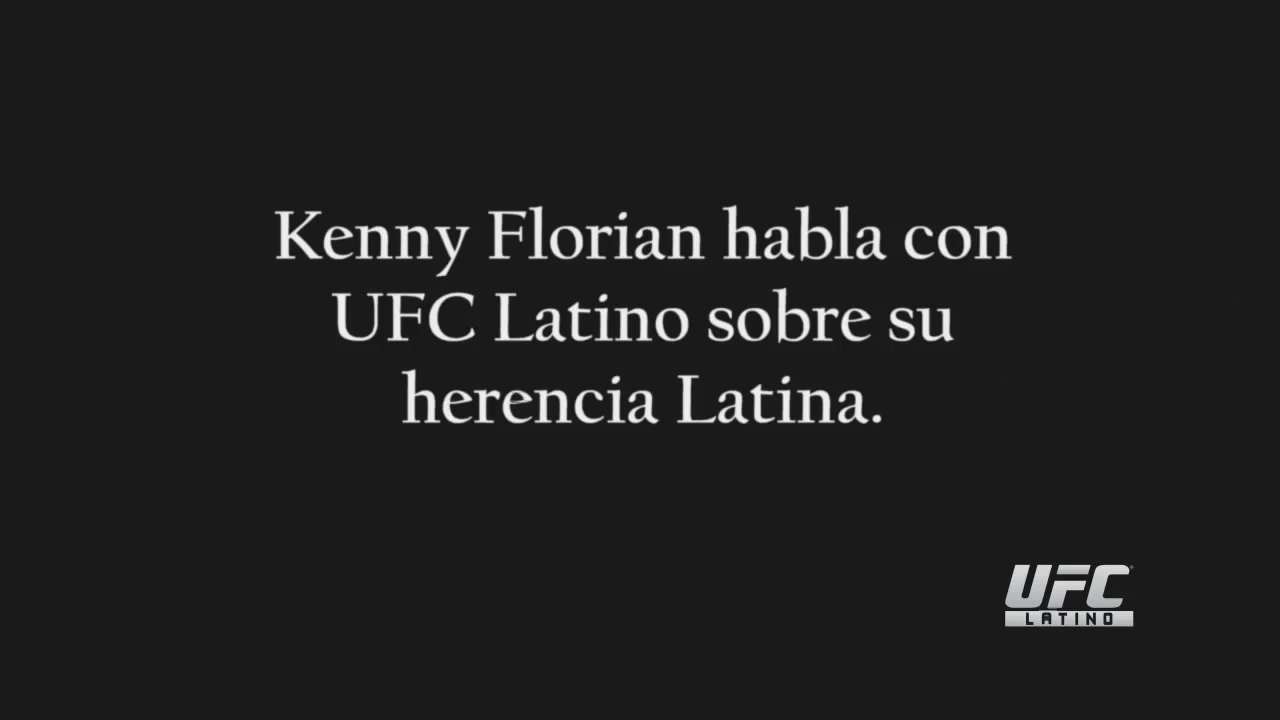 Kenny Florian habla con
UFC Latino sobre su
herencia Latina.
UFC
LATINO